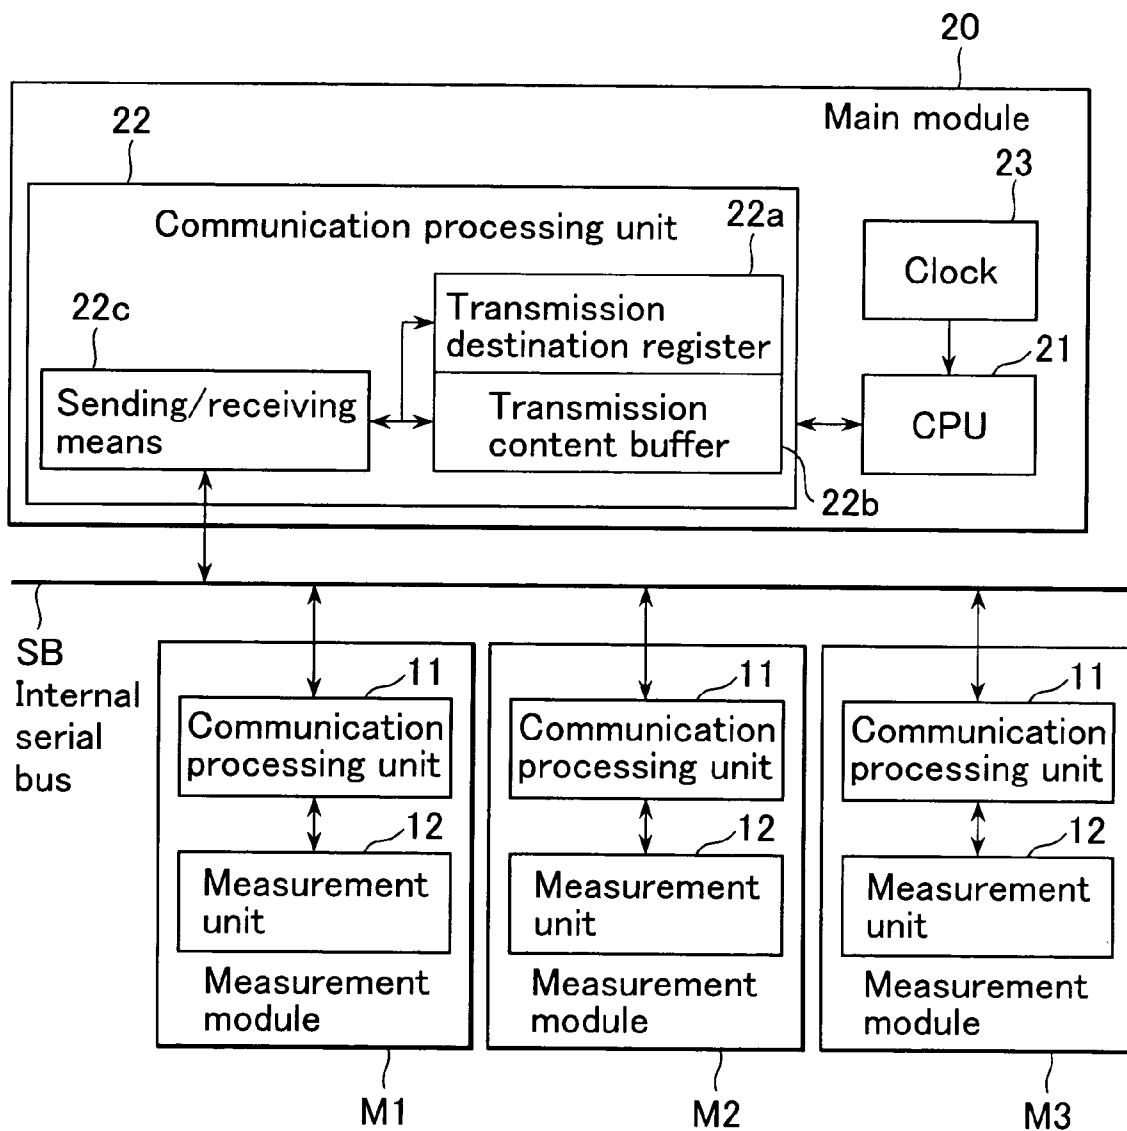 20
Main module
22
23
Communication processing unit
22a
Clock
22c
Transmission
destination register
21
Sending/receiving
means
Transmission
content buffer
CPU
22b
SB
Internal
serial
bus
11
Communication
processing unit
12
Measurement
unit
Measurement
module
M1
11
Communication
processing unit
12
Measurement
unit
Measurement
module
M2
11
Communication
processing unit
12
Measurement
unit
Measurement
module
M3